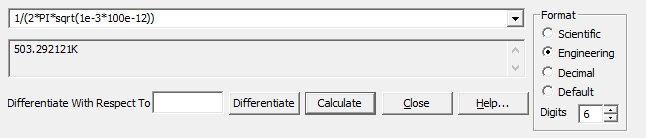 1/(2*PI*sqrt(1e-3*100e-12))
503.292121K
Differentiate With Respect To
Differentiate
Calculate
Close
Help...
Format
Scientific
Engineering
Decimal
Default
Digits 6